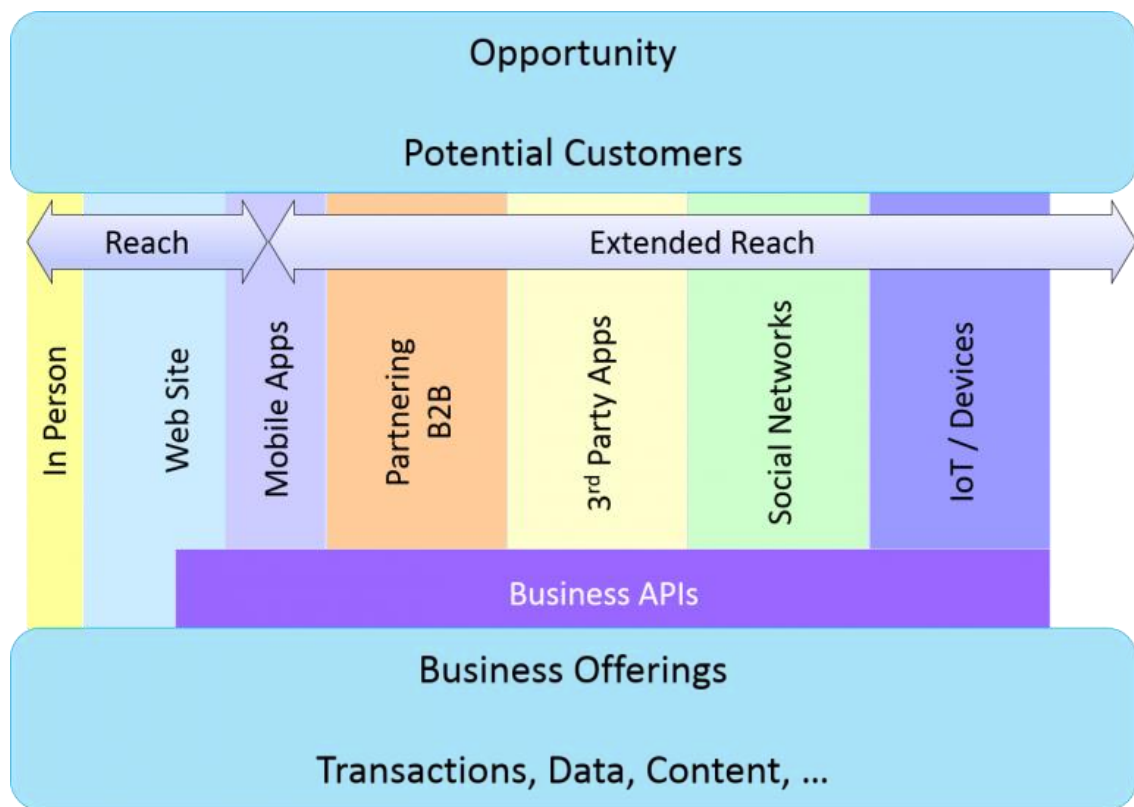 Opportunity
Potential Customers
Reach
Extended Reach
In Person
Web Site
Mobile Apps
Partnering
B2B
3rd Party Apps
Social Networks
IoT / Devices
Business APIs
Business Offerings
Transactions, Data, Content, ...